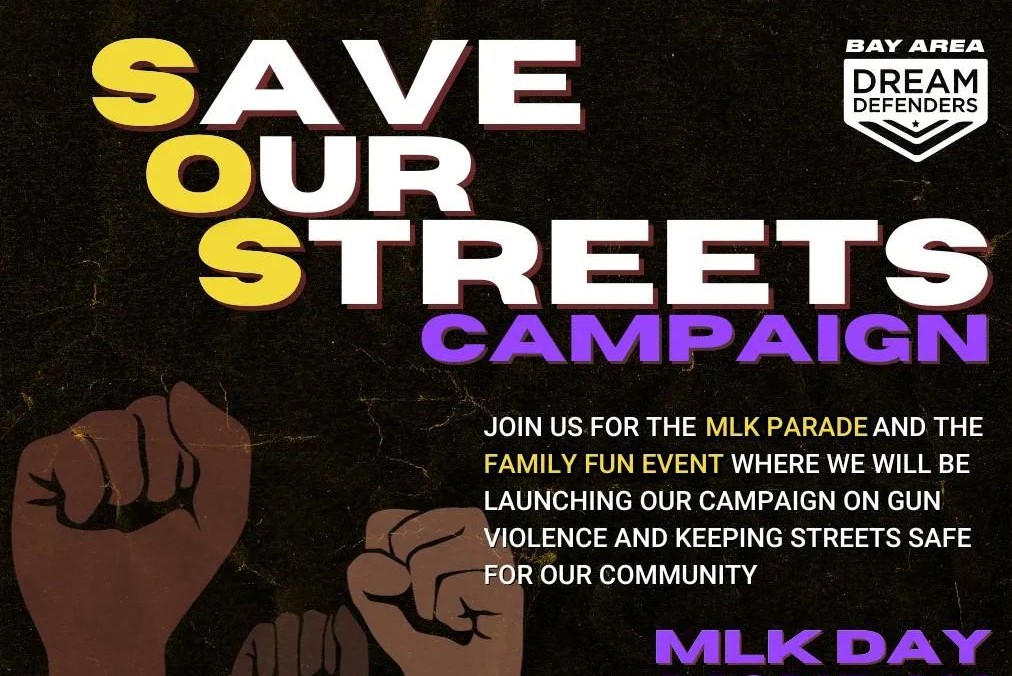 SAVE
OUR
STREETS
CAMPAIGN
BAY AREA
DREAM
DEFENDERS
JOIN US FOR THE MLK PARADE AND THE
FAMILY FUN EVENT WHERE WE WILL BE
LAUNCHING OUR CAMPAIGN ON GUN
VIOLENCE AND KEEPING STREETS SAFE
FOR OUR COMMUNITY
MLK DAY